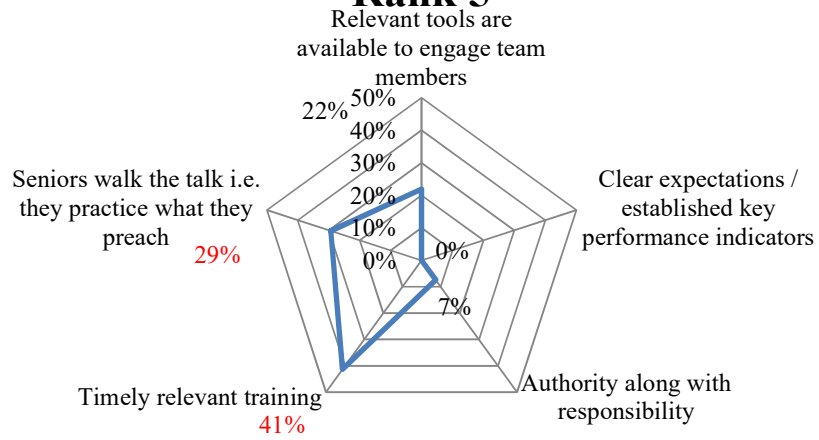 Relevant tools are
available to engage team
members
22%
50%
40%
30%
20%
10%
0%
0%
7%
Seniors walk the talk i.e.
they practice what they
preach
29%
Clear expectations /
established key
performance indicators
Timely relevant training
41%
Authority along with
responsibility